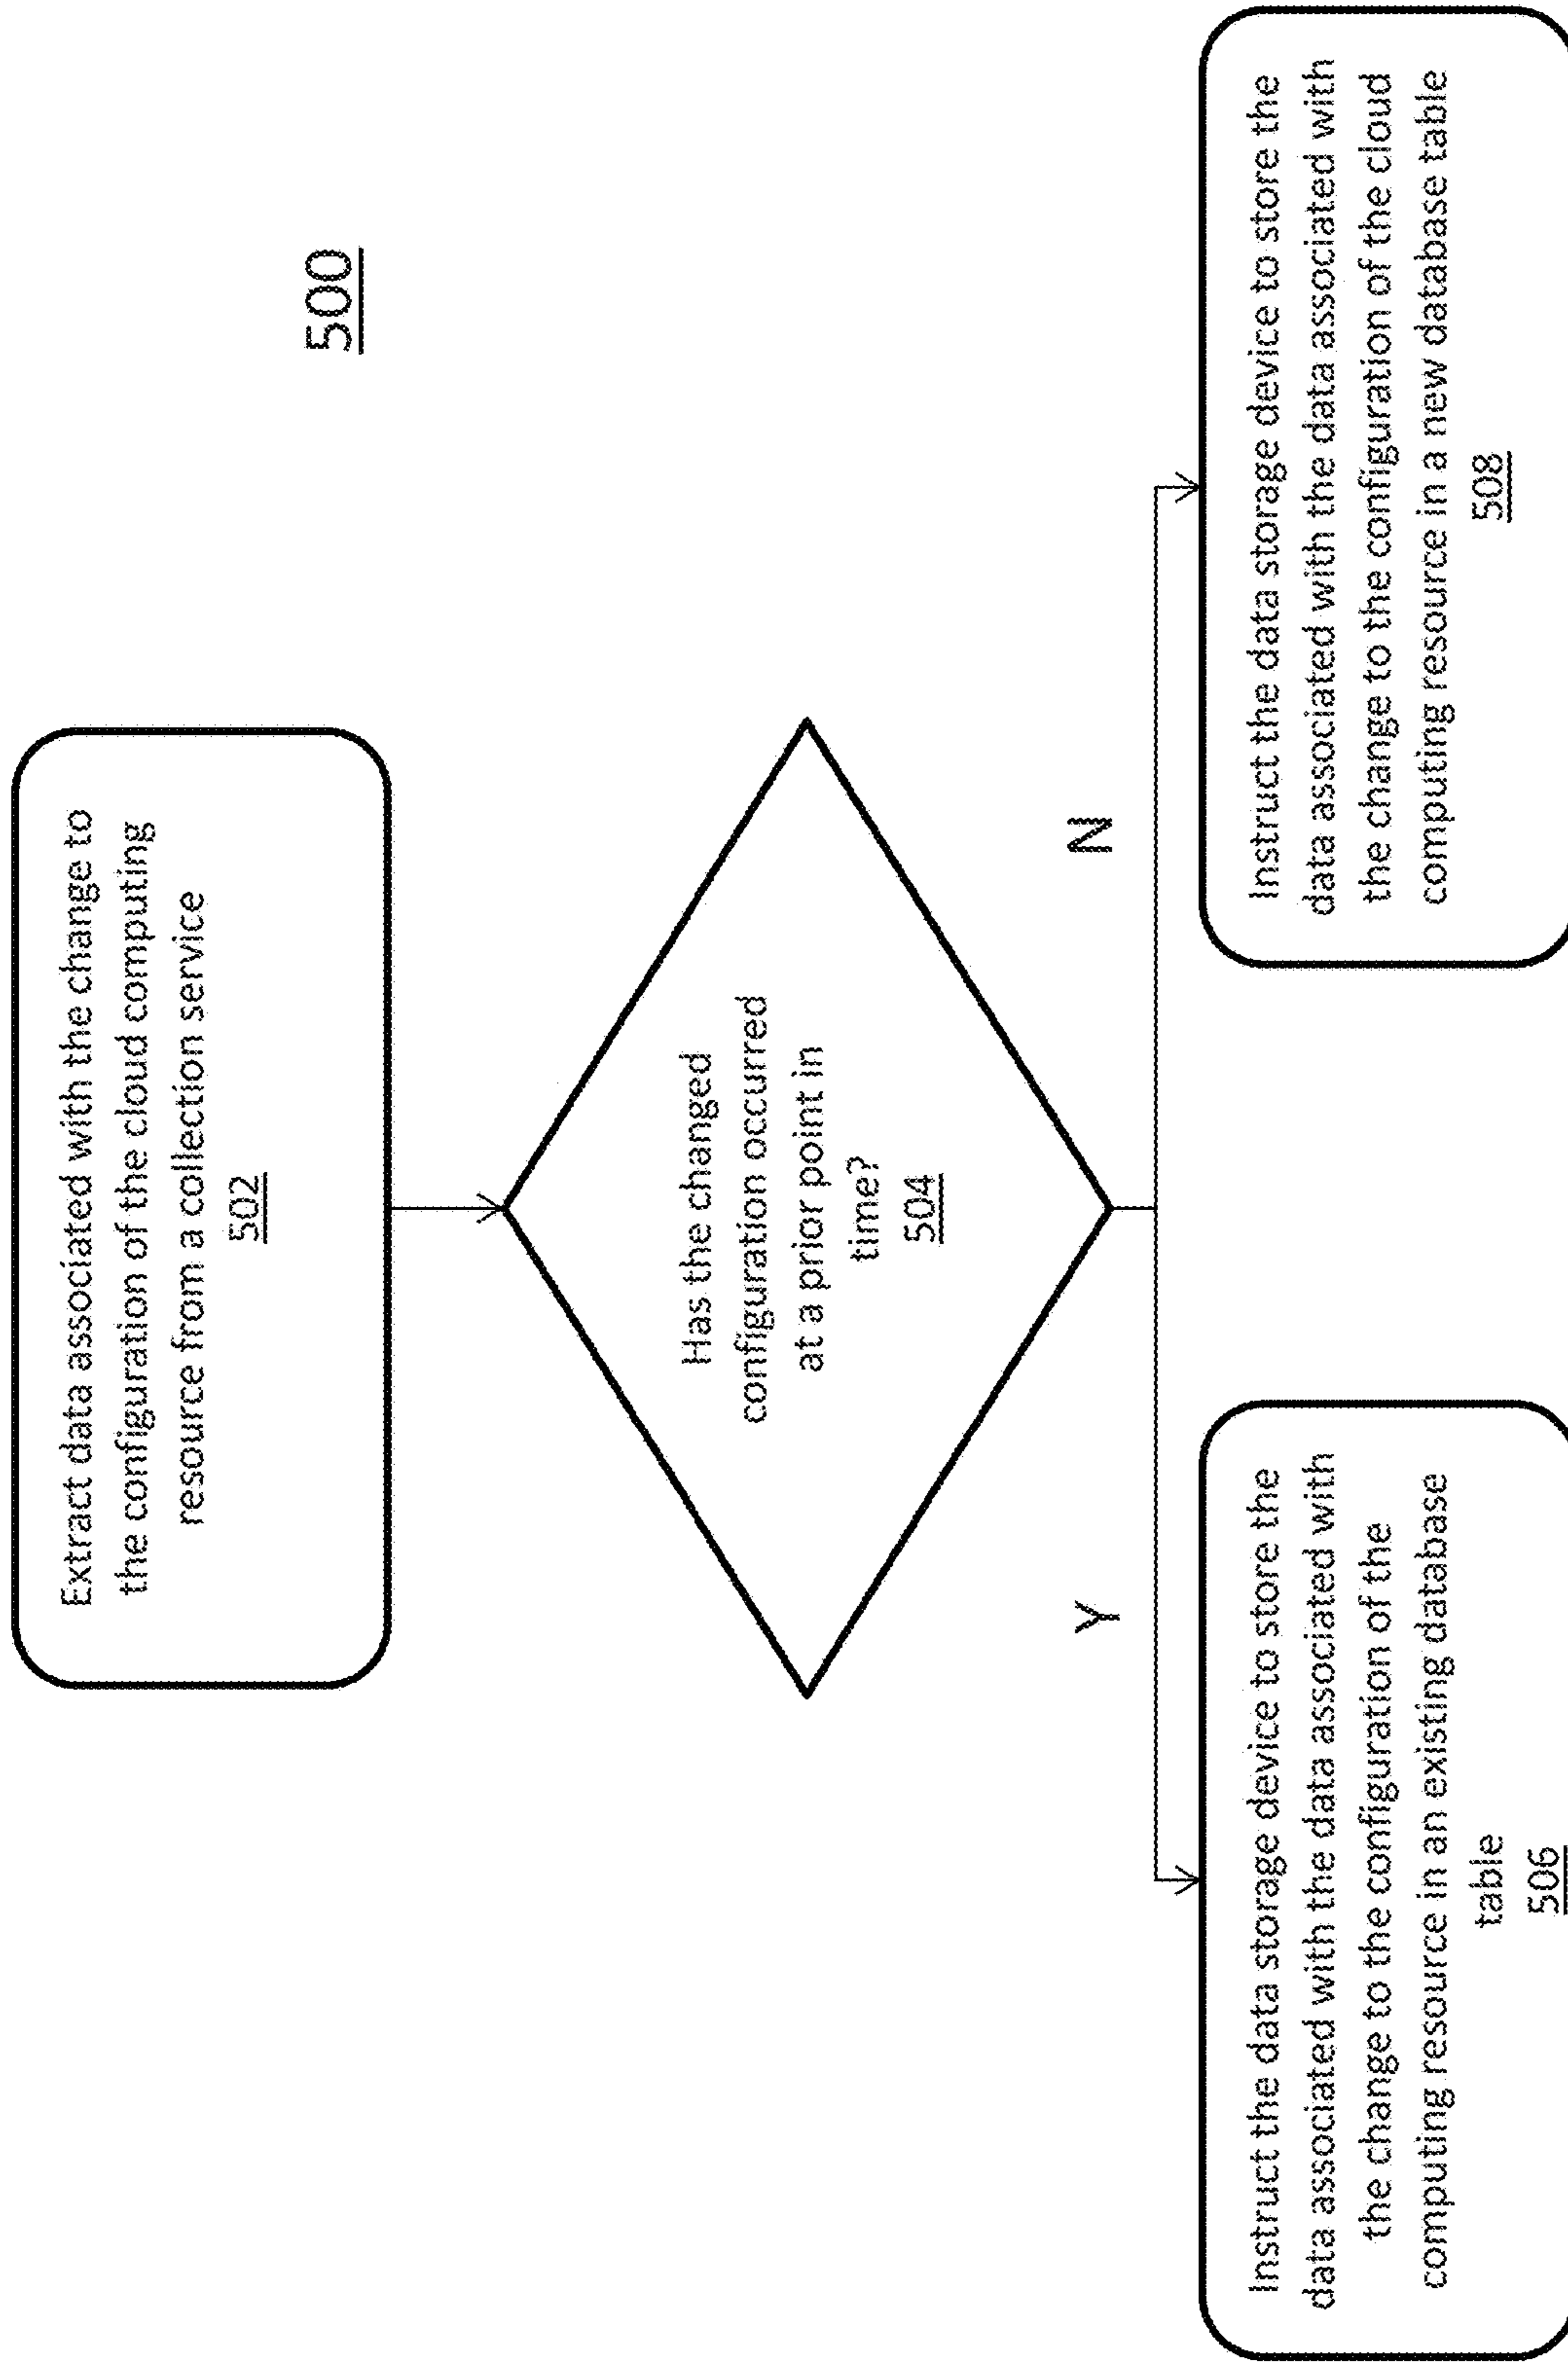 500
Extract data associated with the change to
the configuration of the cloud computing
resource from a collection service
502
Has the changed
configuration occurred
at a prior point in
time?
504
Y
N
Instruct the data storage device to store the
data associated with the data associated with
the change to the configuration of the
computing resource in an existing database
table
506
Instruct the data storage device to store the
data associated with the data associated with
the change to the configuration of the cloud
computing resource in a new database table
508